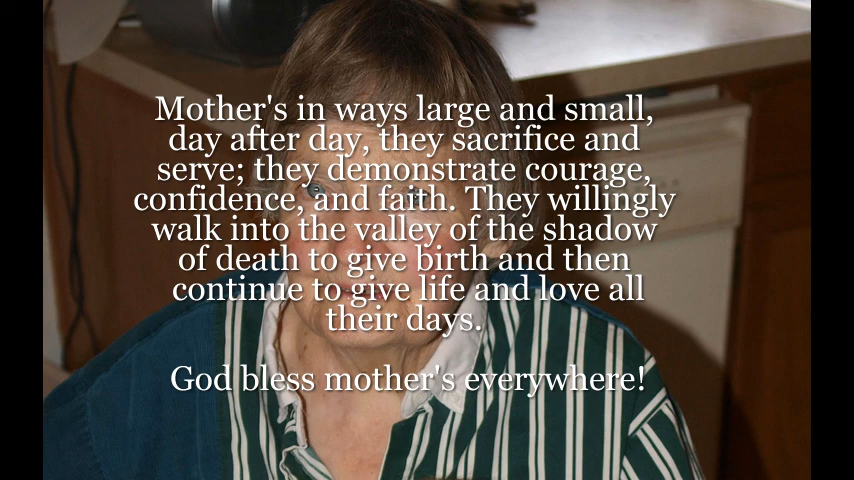 Mother's in ways large and small,
day after day, they sacrifice and
serve; they demonstrate courage,
confidence, and faith. They willingly
walk into the valley of the shadow
of death to give birth and then
continue to give life and love all
their days.
God bless mother's everywhere!